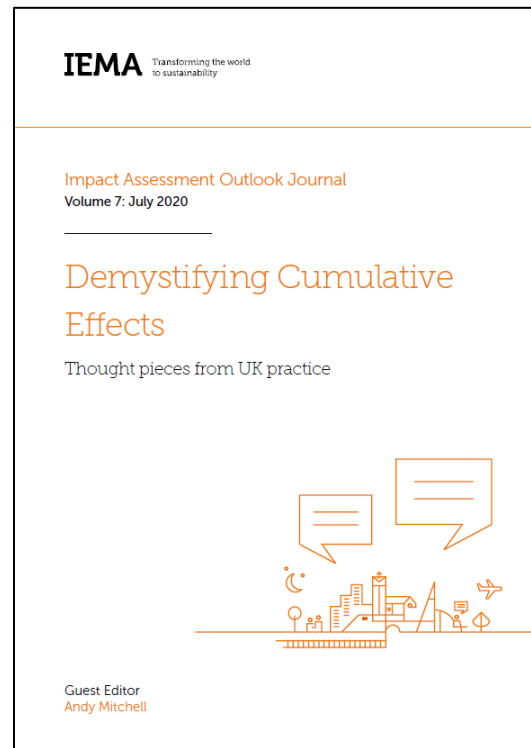 IEMA
Transforming the world
to sustainability
Impact Assessment Outlook Journal
Volume 7: July 2020
Demystifying Cumulative
Effects
Thought pieces from UK practice
Guest Editor
Andy Mitchell